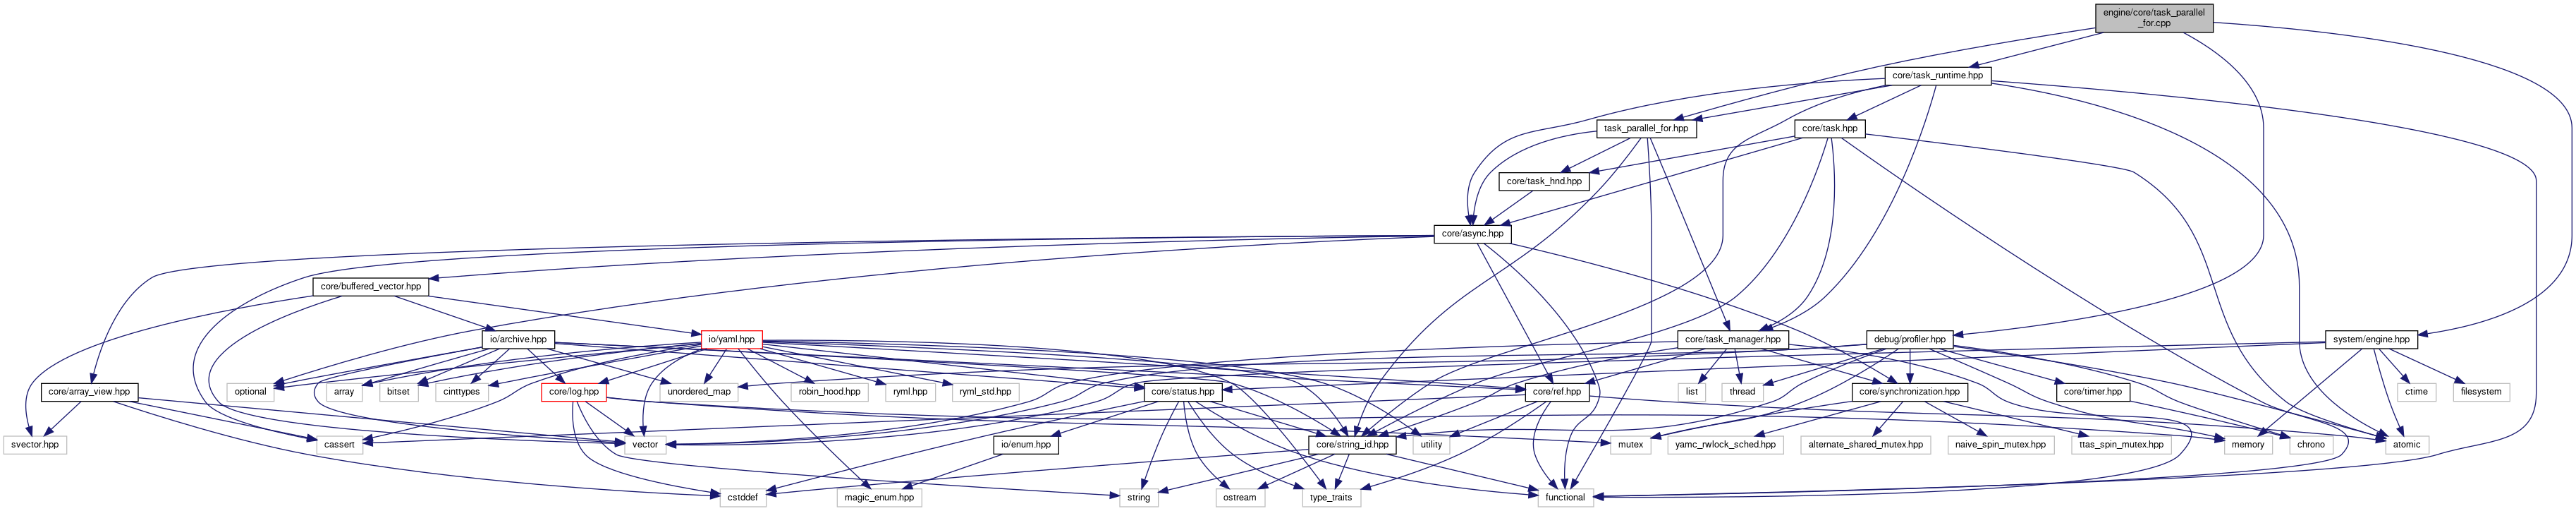 engine/core/task_parallel
_for.cpp
core/task_runtime.hpp
task_parallel_for.hpp
core/task.hpp
core/task_hnd.hpp
core/async.hpp
core/buffered_vector.hpp
io/archive.hpp
io/yaml.hpp
core/task_manager.hpp
debug/profiler.hpp
system/engine.hpp
core/array_view.hpp
optional
array
bitset
cinttypes
core/log.hpp
unordered_map
robin_hood.hpp
ryml.hpp
ryml_std.hpp
core/status.hpp
core/ref.hpp
list
thread
core/synchronization.hpp
core/timer.hpp
ctime
filesystem
svector.hpp
cassert
vector
io/enum.hpp
core/string_id.hpp
utility
mutex
yamc_rwlock_sched.hpp
alternate_shared_mutex.hpp
naive_spin_mutex.hpp
ttas_spin_mutex.hpp
memory
chrono
atomic
cstddef
magic_enum.hpp
string
ostream
type_traits
functional